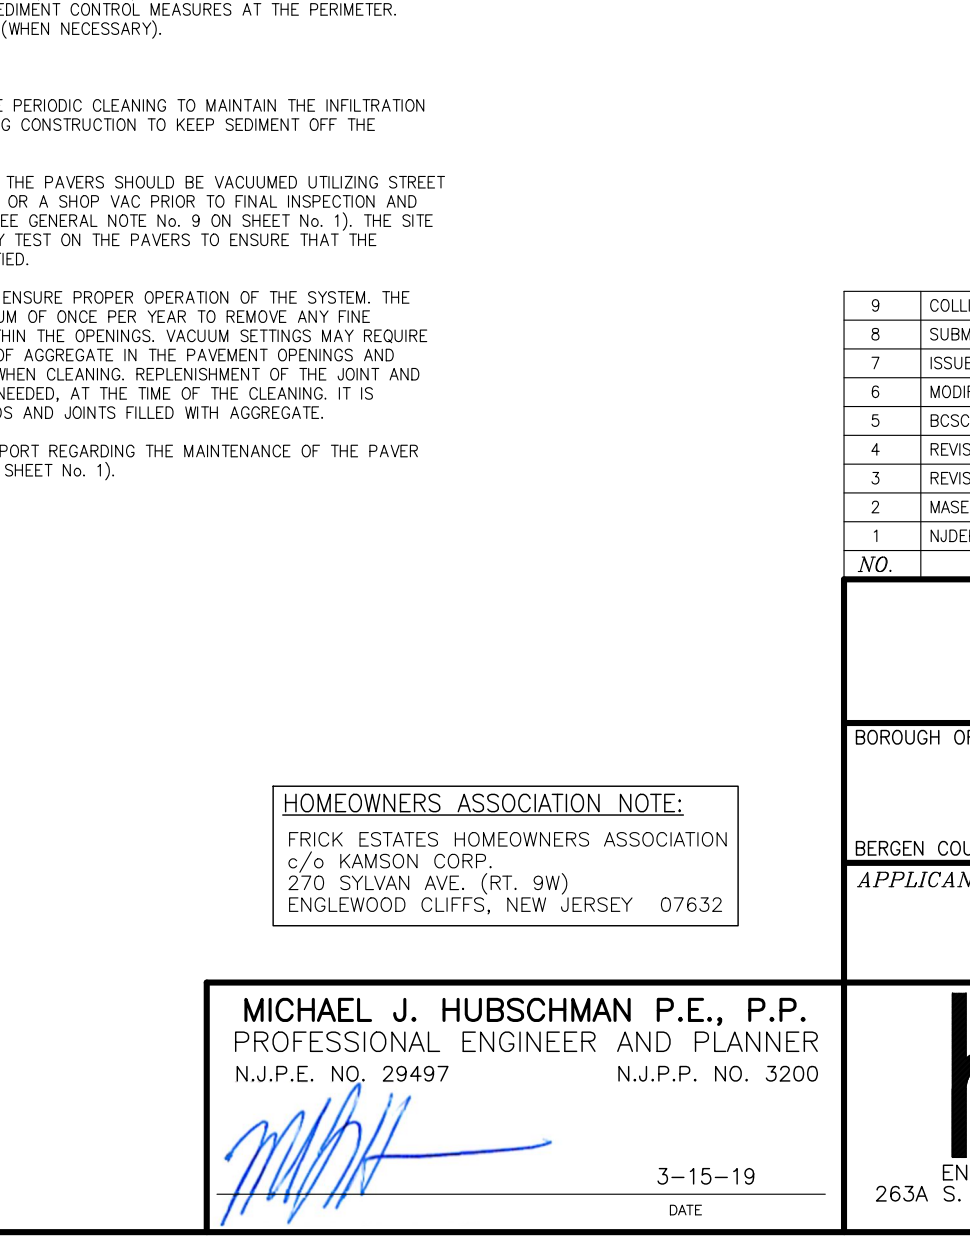 SEDIMENT CONTROL MEASURES AT THE PERIMETER.
(WHEN NECESSARY).
PERIODIC CLEANING TO MAINTAIN THE INFILTRATION
CONSTRUCTION TO KEEP SEDIMENT OFF THE
THE PAVERS SHOULD BE VACUUMED UTILIZING STREET
OR A SHOP VAC PRIOR TO FINAL INSPECTION AND
EE GENERAL NOTE No. 9 ON SHEET No. 1). THE SITE
Y TEST ON THE PAVERS TO ENSURE THAT THE
IED.
ENSURE PROPER OPERATION OF THE SYSTEM. THE
UM OF ONCE PER YEAR TO REMOVE ANY FINE
HIN THE OPENINGS. VACUUM SETTINGS MAY REQUIRE
OF AGGREGATE IN THE PAVEMENT OPENINGS AND
WHEN CLEANING. REPLENISHMENT OF THE JOINT AND
NEEDED, AT THE TIME OF THE CLEANING. IT IS
DS AND JOINTS FILLED WITH AGGREGATE.
PORT REGARDING THE MAINTENANCE OF THE PAVER
SHEET No. 1).
9 COLLI
8 SUBM
7 ISSUE
6 MODIF
5 BCSC
4 REVIS
3 REVIS
2 MASE
1 NJDE
NO.
BOROUGH OF
BERGEN COU
APPLICAN
HOMEOWNERS ASSOCIATION NOTE:
FRICK ESTATES HOMEOWNERS ASSOCIATION
c/o KAMSON CORP.
270 SYLVAN AVE. (RT. 9W)
ENGLEWOOD CLIFFS, NEW JERSEY 07632
MICHAEL J. HUBSCHMAN P.E., P.P.
PROFESSIONAL ENGINEER AND PLANNER
N.J.P.E. NO. 29497 N.J.P.P. NO. 3200
3-15-19
DATE
EN
263A S.